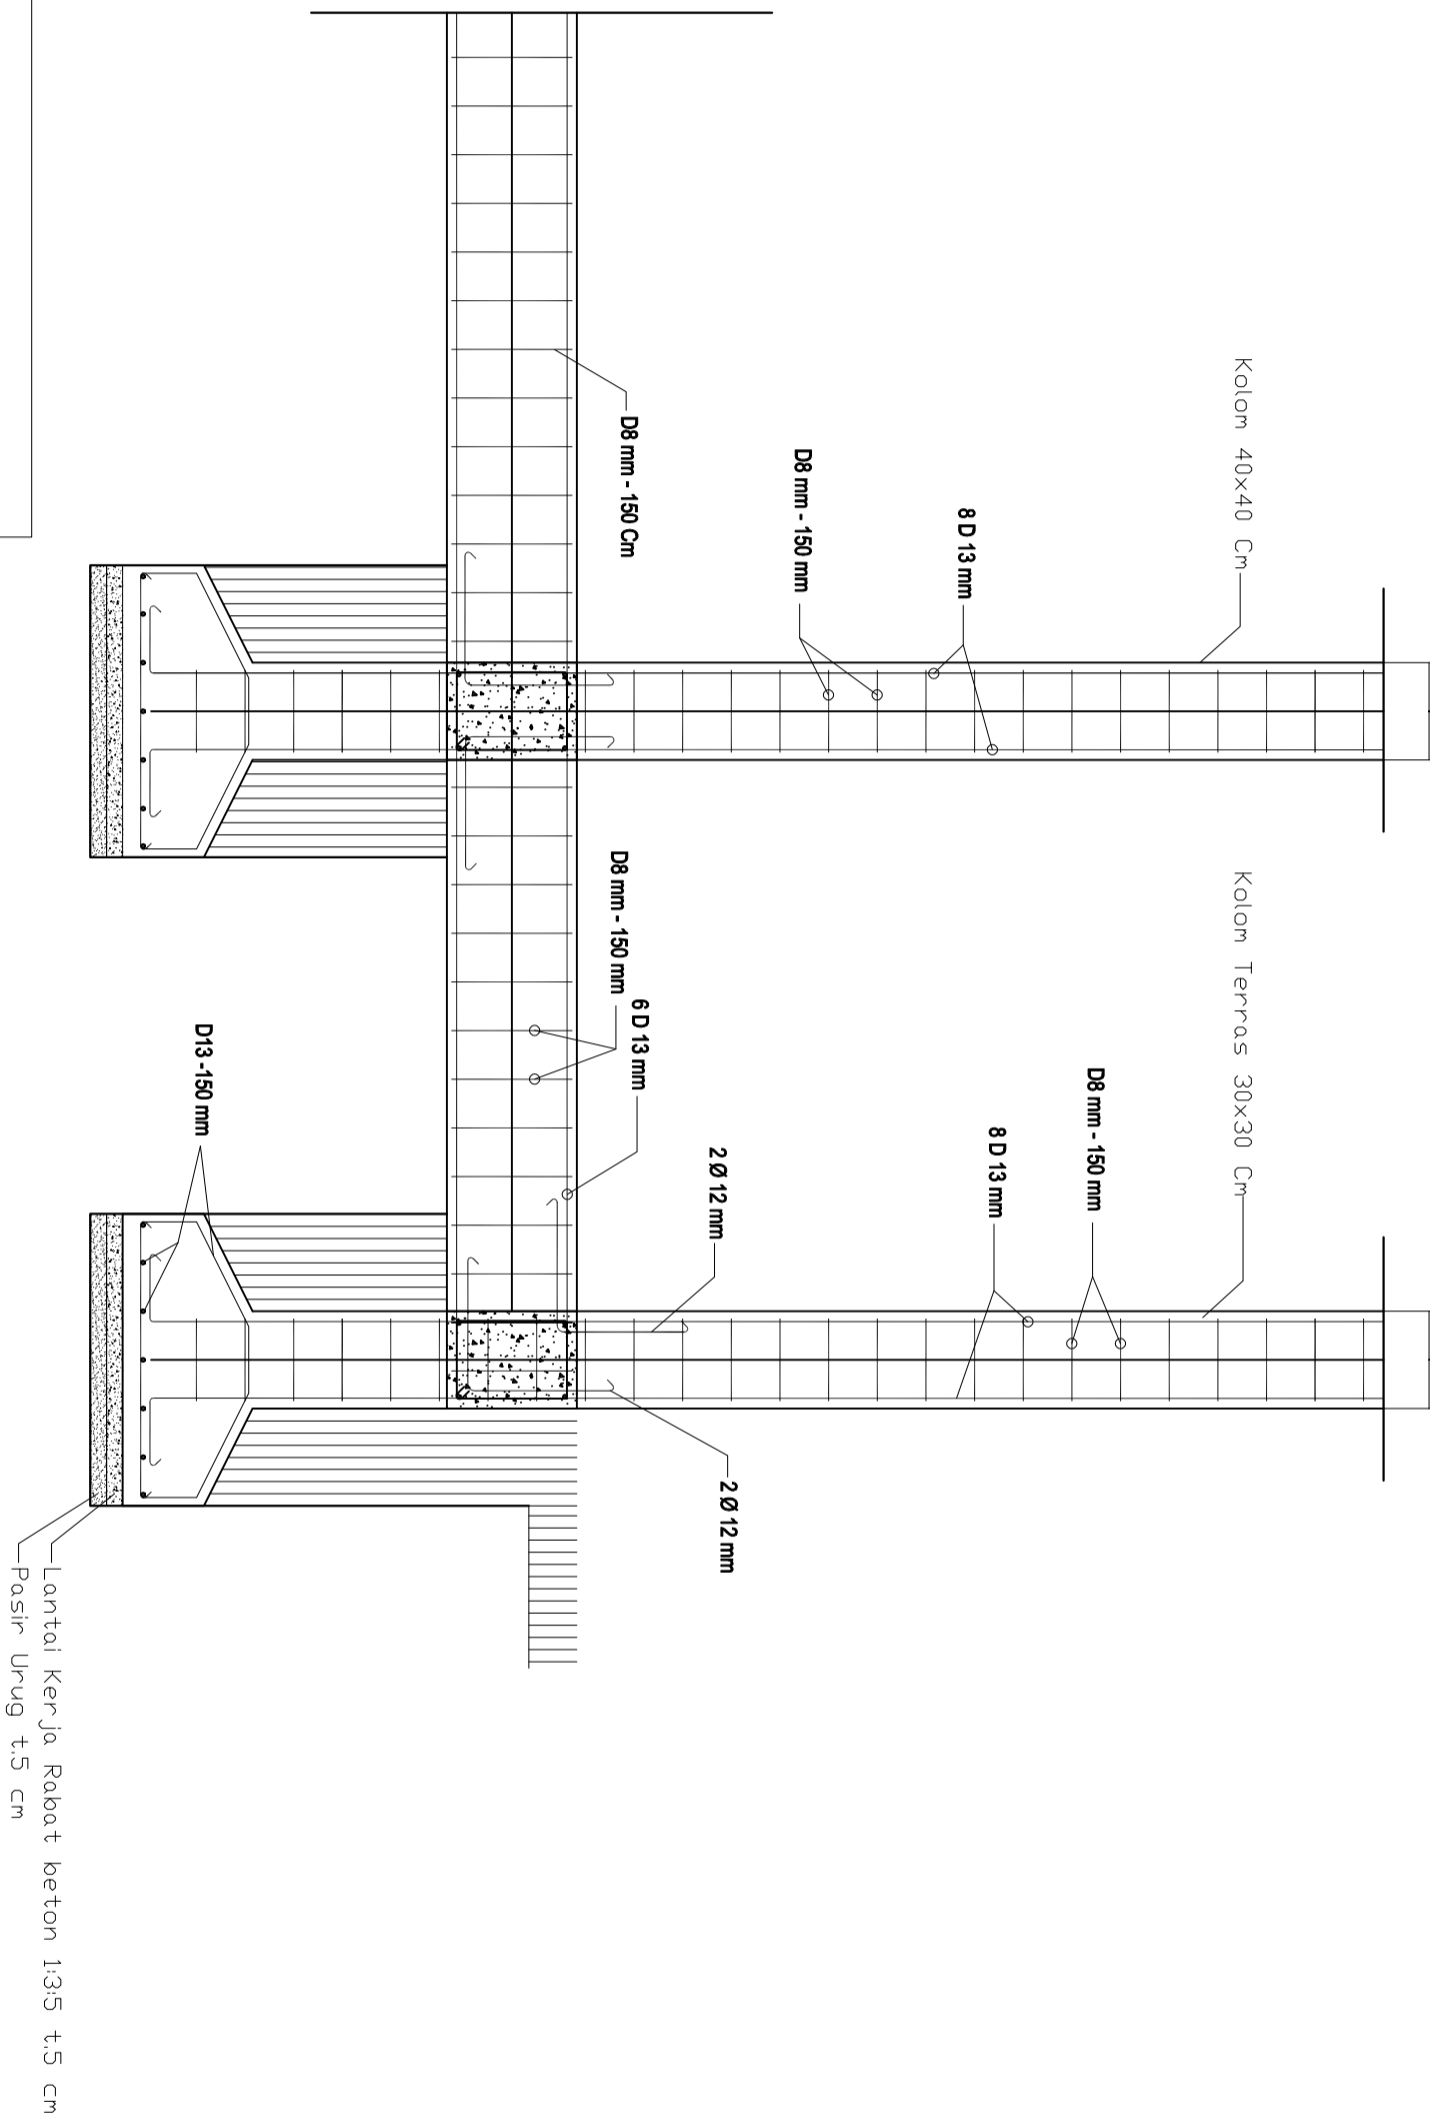 Kolom 40x40 Cm
Kolom Terras 30x30 Cm
D8 mm - 150 mm
8 D 13 mm
8 D 13 mm
D8 mm - 150 mm
2 Ø 12 mm
2 Ø 12 mm
D8 mm - 150 Cm
6 D 13 mm
D8 mm - 150 mm
D13 -150 mm
Lantai Kerja Rabat beton 1:3:5 t.5 cm
Pasir Urug t.5 cm